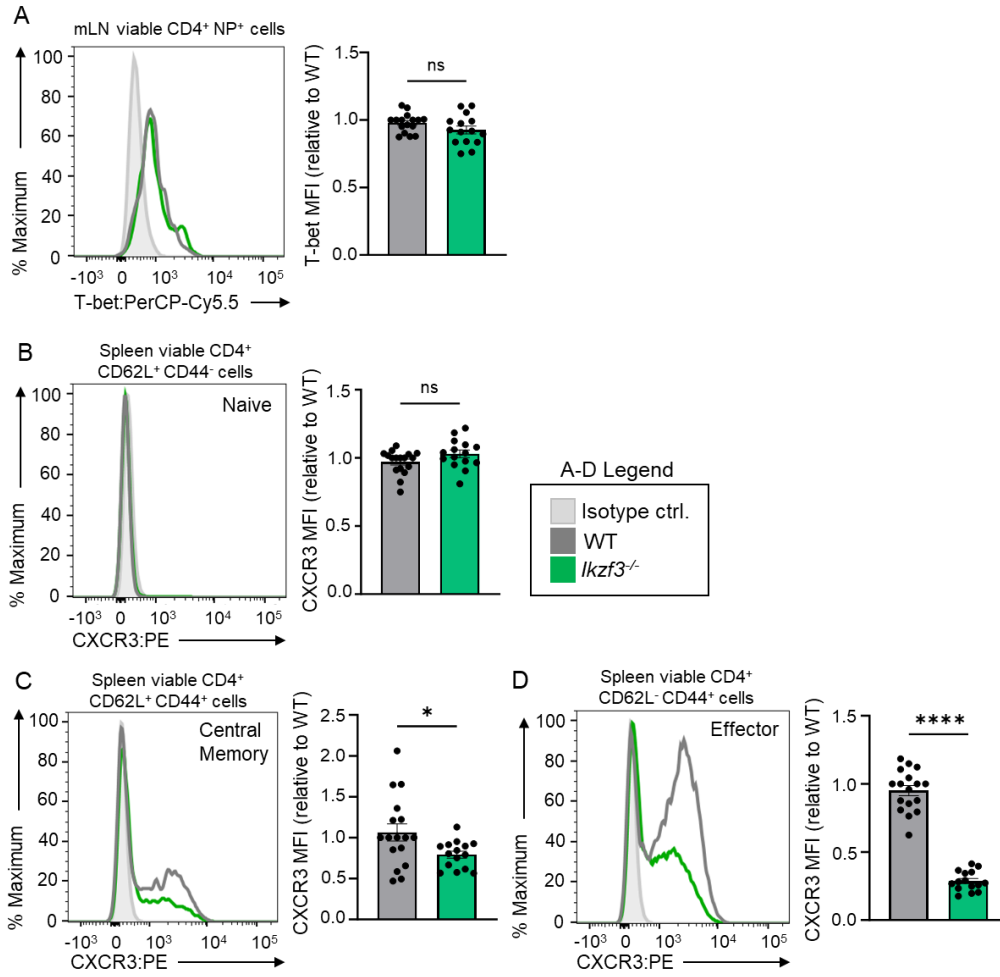 A
mLN viable CD4⁺ NP⁺ cells
% Maximum
100
80
60
40
20
0
-10³ 0 10³ 10⁴ 10⁵
T-bet:PerCP-Cy5.5
T-bet MFI (relative to WT)
1.5
1.0
0.5
0.0
ns
B
Spleen viable CD4⁺
CD62L⁺ CD44⁻ cells
Naive
% Maximum
100
80
60
40
20
0
-10³ 0 10³ 10⁴ 10⁵
CXCR3:PE
CXCR3 MFI (relative to WT)
1.5
1.0
0.5
0.0
ns
A-D Legend
Isotype ctrl.
WT
Ikzf3⁻/⁻
C
Spleen viable CD4⁺
CD62L⁺ CD44⁺ cells
Central
Memory
% Maximum
100
80
60
40
20
0
-10³ 0 10³ 10⁴ 10⁵
CXCR3:PE
CXCR3 MFI (relative to WT)
2.5
2.0
1.5
1.0
0.5
0.0
*
D
Spleen viable CD4⁺
CD62L⁻ CD44⁺ cells
Effector
% Maximum
100
80
60
40
20
0
-10³ 0 10³ 10⁴ 10⁵
CXCR3:PE
CXCR3 MFI (relative to WT)
1.5
1.0
0.5
0.0
****